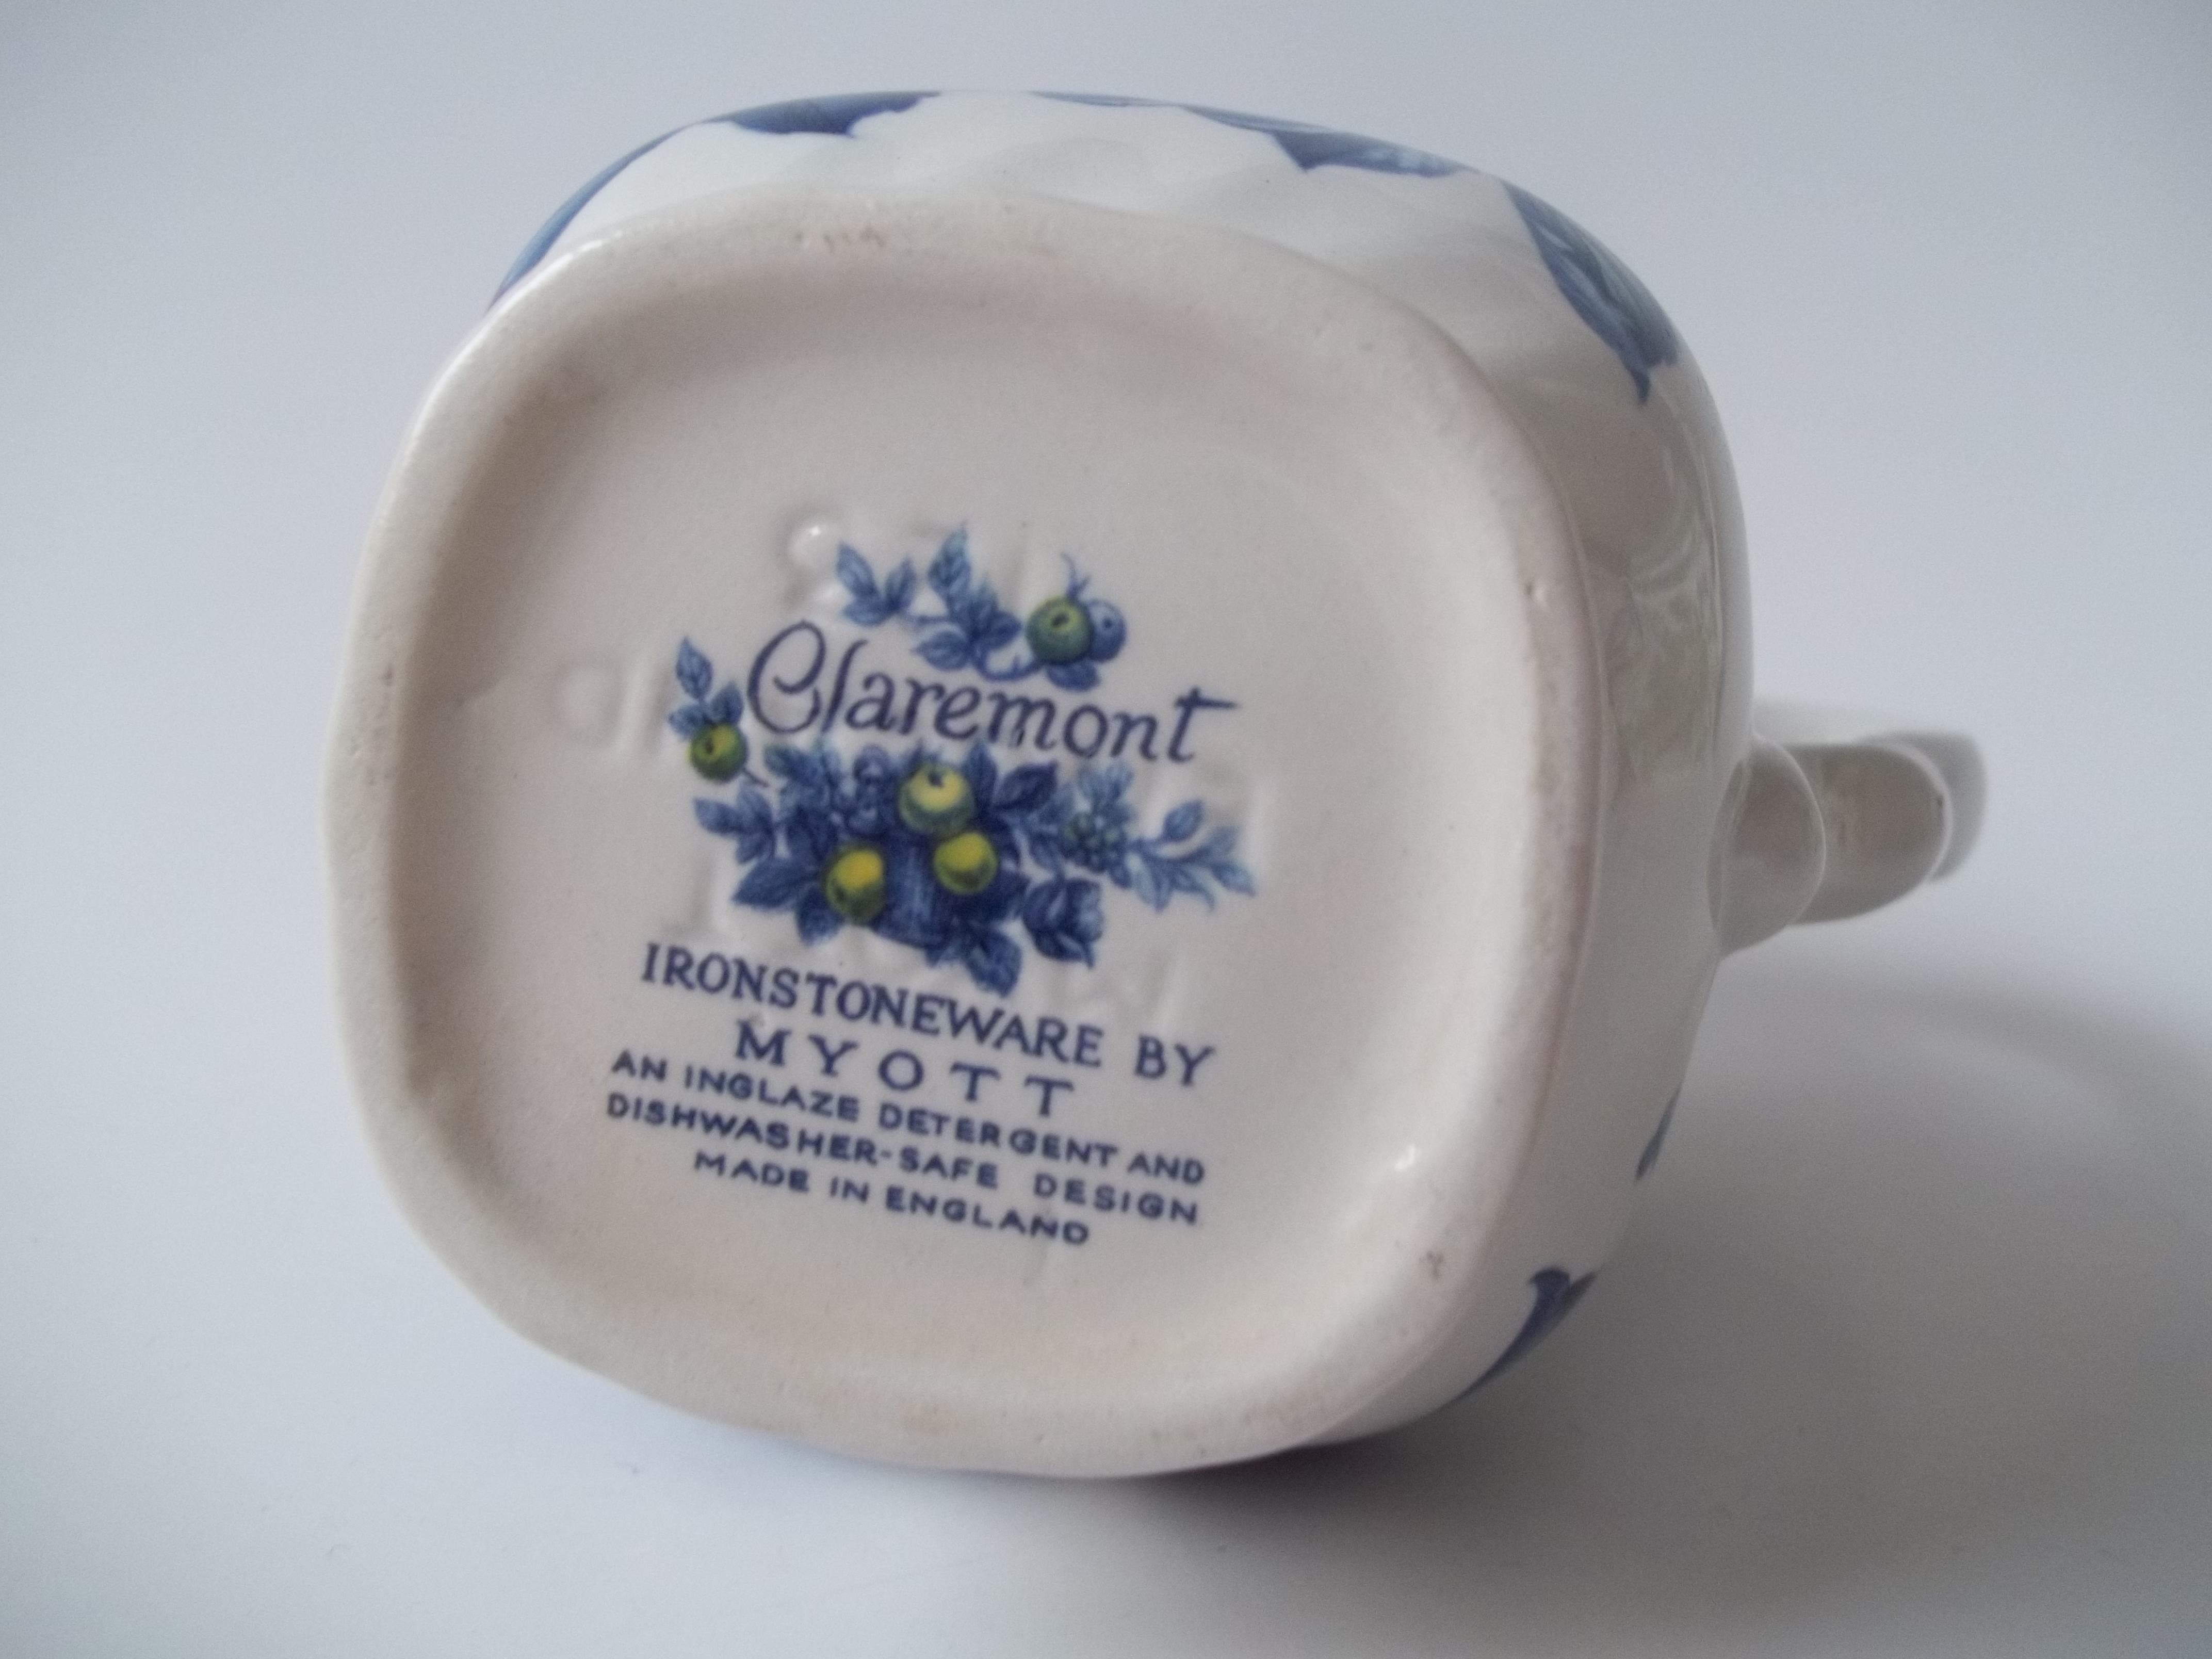 Claremont
IRONSTONEWARE BY
MYOTT
AN INGLAZE DETERGENT AND
DISHWASHER-SAFE DESIGN
MADE IN ENGLAND